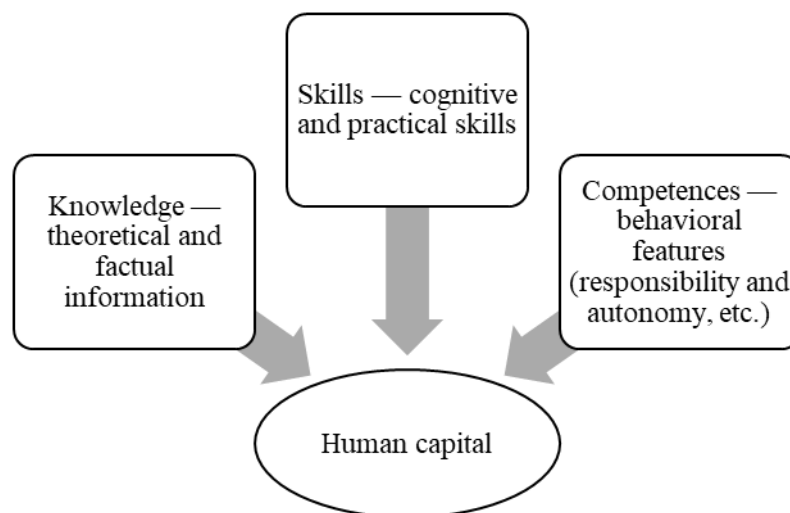 Skills — cognitive
and practical skills
Knowledge —
theoretical and
factual
information
Competences —
behavioral
features
(responsibility and
autonomy, etc.)
Human capital